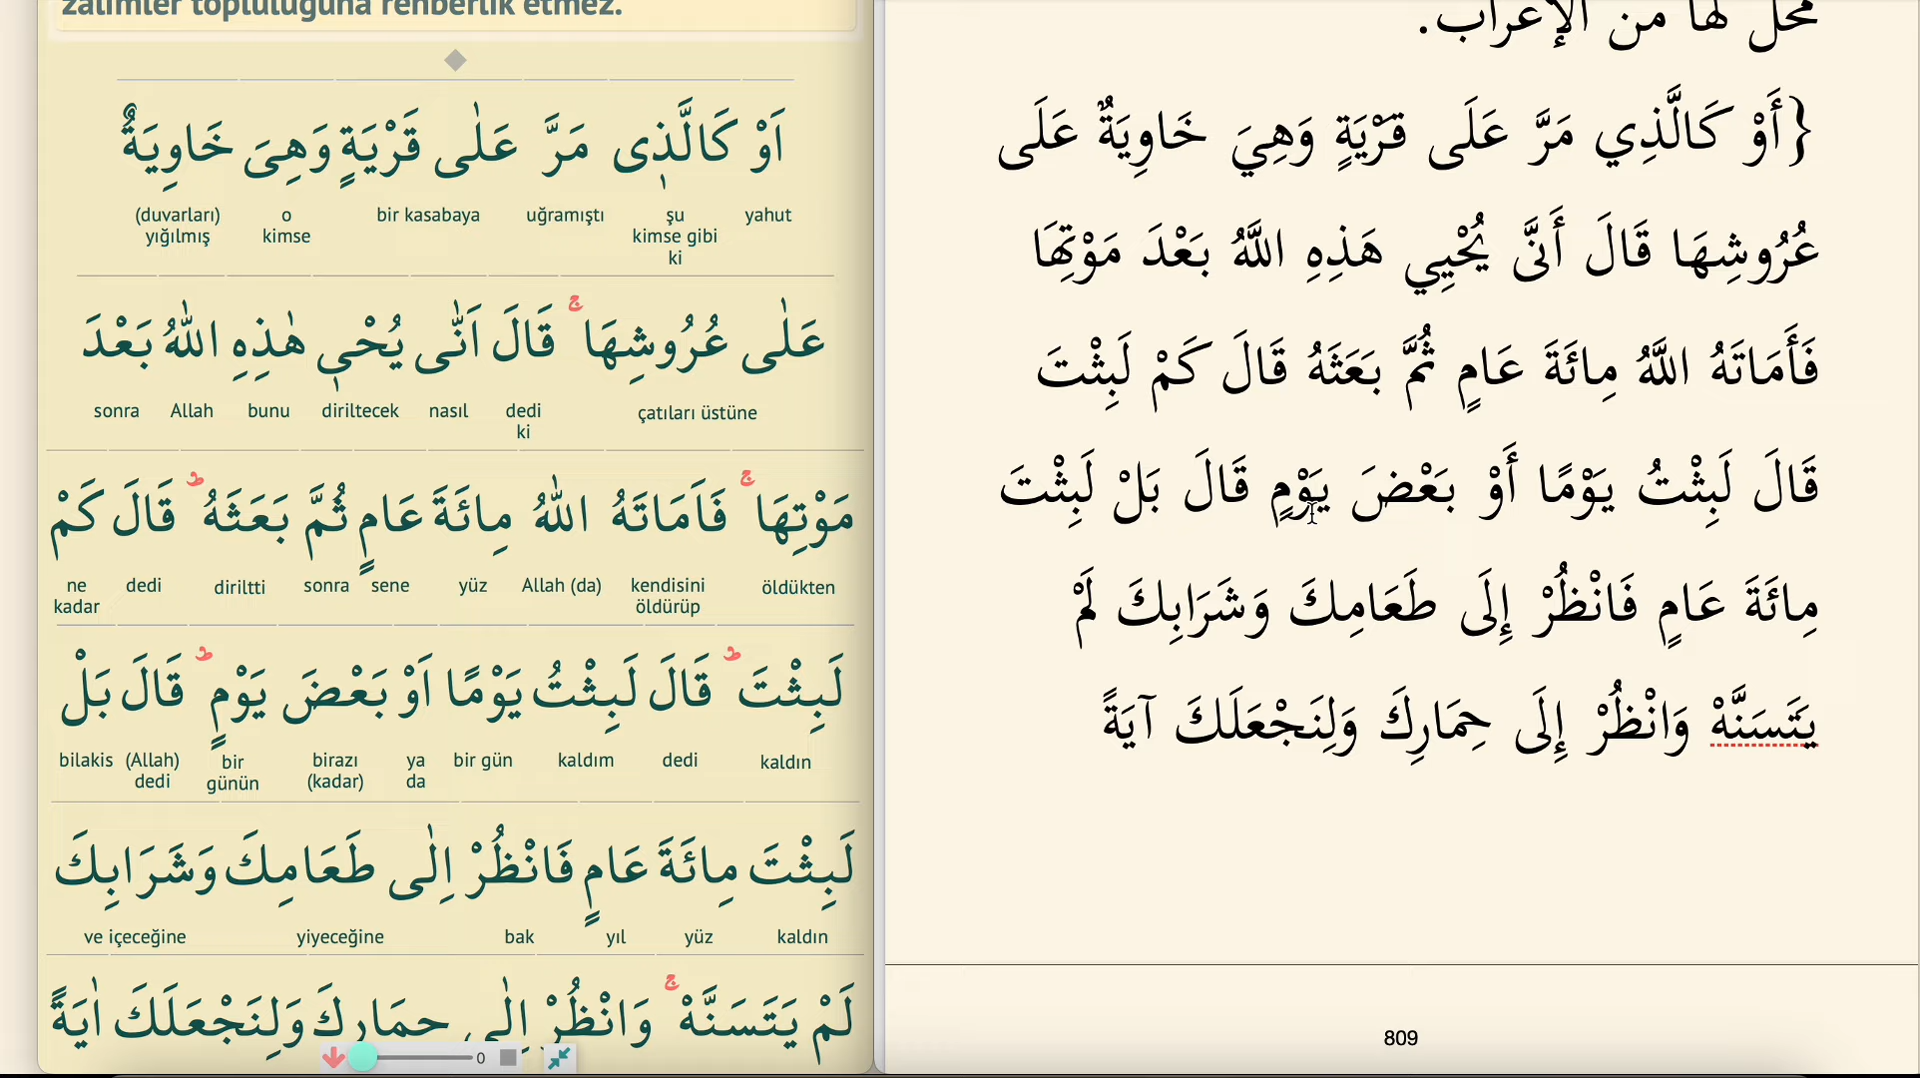 zalimler topluluğuna rehberlik etmez.
اَوْ كَالَّذٖى مَرَّ عَلٰى قَرْيَةٍ وَهِىَ خَاوِيَةٌ
yahut
şu kimse gibi ki
uğramıştı
bir kasabaya
o kimse
(duvarları) yığılmış
عَلٰى عُرُوشِهَاۚ قَالَ اَنّٰى يُحْيٖ هٰذِهِ اللّٰهُ بَعْدَ
çatıları üstüne
dedi ki
nasıl
diriltecek
bunu
Allah
sonra
مَوْتِهَاۚ فَاَمَاتَهُ اللّٰهُ مِائَةَ عَامٍ ثُمَّ بَعَثَهُؕ قَالَ كَمْ
öldükten
kendisini öldürüp
Allah (da)
yüz
sene
sonra
diriltti
dedi
ne kadar
لَبِثْتَؕ قَالَ لَبِثْتُ يَوْمًا اَوْ بَعْضَ يَوْمٍؕ قَالَ بَلْ
kaldın
dedi
kaldım
bir gün
ya da
birazı (kadar)
bir günün
(Allah) dedi
bilakis
لَبِثْتَ مِائَةَ عَامٍ فَانْظُرْ اِلٰى طَعَامِكَ وَشَرَابِكَ
kaldın
yüz
yıl
bak
yiyeceğine
ve içeceğine
لَمْ يَتَسَنَّهْۚ وَانْظُرْ اِلٰى حِمَارِكَ وَلِنَجْعَلَكَ اٰيَةً
0
محل لها من الإعراب.
{أَوْ كَالَّذِي مَرَّ عَلَى قَرْيَةٍ وَهِيَ خَاوِيَةٌ عَلَى
عُرُوشِهَا قَالَ أَنَّى يُحْيِي هَذِهِ اللَّهُ بَعْدَ مَوْتِهَا
فَأَمَاتَهُ اللَّهُ مِائَةَ عَامٍ ثُمَّ بَعَثَهُ قَالَ كَمْ لَبِثْتَ
قَالَ لَبِثْتُ يَوْمًا أَوْ بَعْضَ يَوْمٍ قَالَ بَلْ لَبِثْتَ
مِائَةَ عَامٍ فَانْظُرْ إِلَى طَعَامِكَ وَشَرَابِكَ لَمْ
يَتَسَنَّهْ وَانْظُرْ إِلَى حِمَارِكَ وَلِنَجْعَلَكَ آيَةً
809